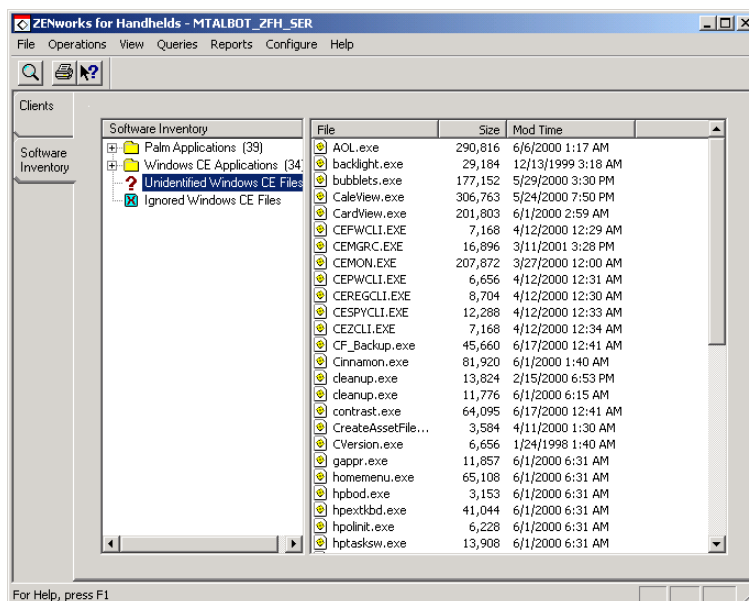 ZENworks for Handhelds - MTALBOT_ZFH_SER
File Operations View Queries Reports Configure Help
Clients
Software Inventory
Software Inventory
Palm Applications (39)
Windows CE Applications (34
Unidentified Windows CE Files
Ignored Windows CE Files
File Size Mod Time
AOL.exe 290,816 6/6/2000 1:17 AM
backlight.exe 29,184 12/13/1999 3:18 AM
bubblets.exe 177,152 5/29/2000 3:30 PM
CaleView.exe 306,763 5/24/2000 7:50 PM
CardView.exe 201,803 6/1/2000 2:59 AM
CEFWCLI.EXE 7,168 4/12/2000 12:29 AM
CEMGRC.EXE 16,896 3/11/2001 3:28 PM
CEMON.EXE 207,872 3/27/2000 12:00 AM
CEPWCLI.EXE 6,656 4/12/2000 12:31 AM
CEREGCLI.EXE 8,704 4/12/2000 12:30 AM
CESPYCLI.EXE 12,288 4/12/2000 12:33 AM
CEZCLI.EXE 7,168 4/12/2000 12:34 AM
CF_Backup.exe 45,660 6/17/2000 12:41 AM
Cinnamon.exe 81,920 6/1/2000 1:40 AM
cleanup.exe 13,824 2/15/2000 6:53 PM
cleanup.exe 11,776 6/1/2000 6:15 AM
contrast.exe 64,095 6/17/2000 12:41 AM
CreateAssetFile... 3,584 4/11/2000 1:30 AM
CVersion.exe 6,656 1/24/1998 1:40 AM
gappr.exe 11,857 6/1/2000 6:31 AM
homemenu.exe 65,108 6/1/2000 6:31 AM
hpbod.exe 3,153 6/1/2000 6:31 AM
hpextkbd.exe 41,044 6/1/2000 6:31 AM
hpolinit.exe 6,228 6/1/2000 6:31 AM
hptasksw.exe 13,908 6/1/2000 6:31 AM
For Help, press F1